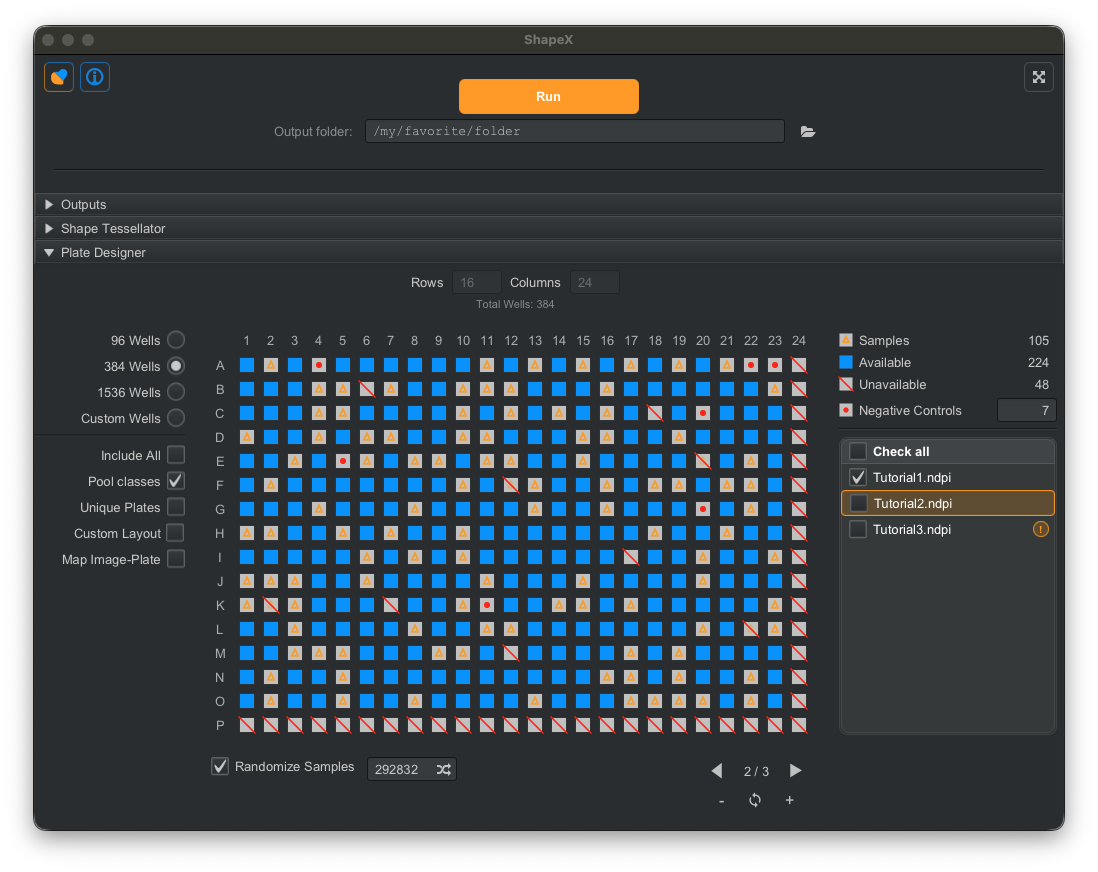 ShapeX
Run
Output folder: /my/favorite/folder
Outputs
Shape Tessellator
Plate Designer
Rows 16 Columns 24
Total Wells: 384
96 Wells
384 Wells
1536 Wells
Custom Wells
Include All
Pool classes
Unique Plates
Custom Layout
Map Image-Plate
1 2 3 4 5 6 7 8 9 10 11 12 13 14 15 16 17 18 19 20 21 22 23 24
A
B
C
D
E
F
G
H
I
J
K
L
M
N
O
P
Samples 105
Available 224
Unavailable 48
Negative Controls 7
Check all
Tutorial1.ndpi
Tutorial2.ndpi
Tutorial3.ndpi !
Randomize Samples 292832
2 / 3
- +